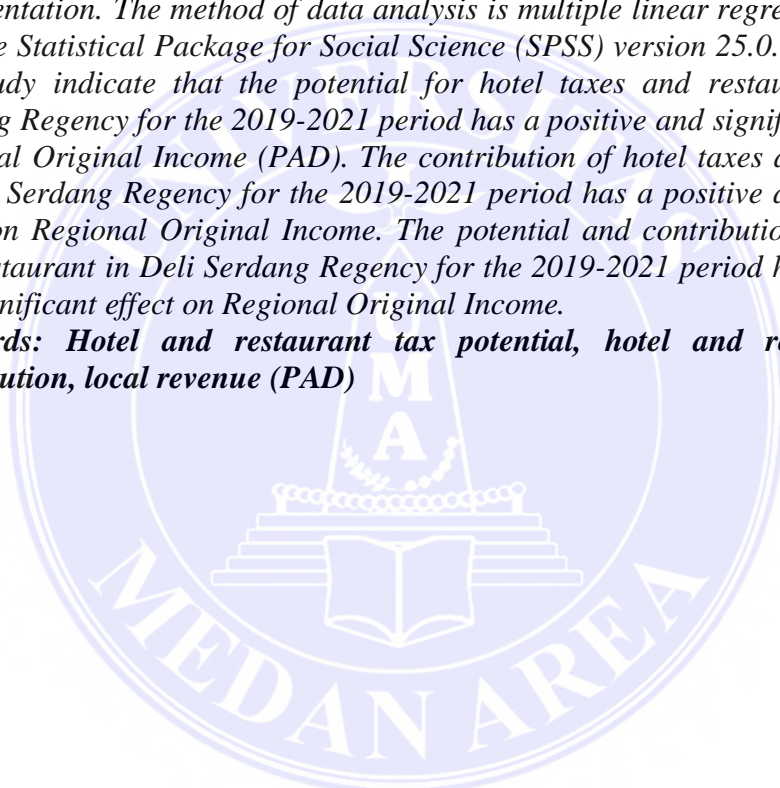 entation. The method of data analysis is multiple linear regre
e Statistical Package for Social Science (SPSS) version 25.0.
udy indicate that the potential for hotel taxes and restau
g Regency for the 2019-2021 period has a positive and signif
al Original Income (PAD). The contribution of hotel taxes a
Serdang Regency for the 2019-2021 period has a positive a
on Regional Original Income. The potential and contributio
staurant in Deli Serdang Regency for the 2019-2021 period h
gnificant effect on Regional Original Income.
rds: Hotel and restaurant tax potential, hotel and r
ution, local revenue (PAD)
UNIVERSITAS
UMA
MEDAN AREA